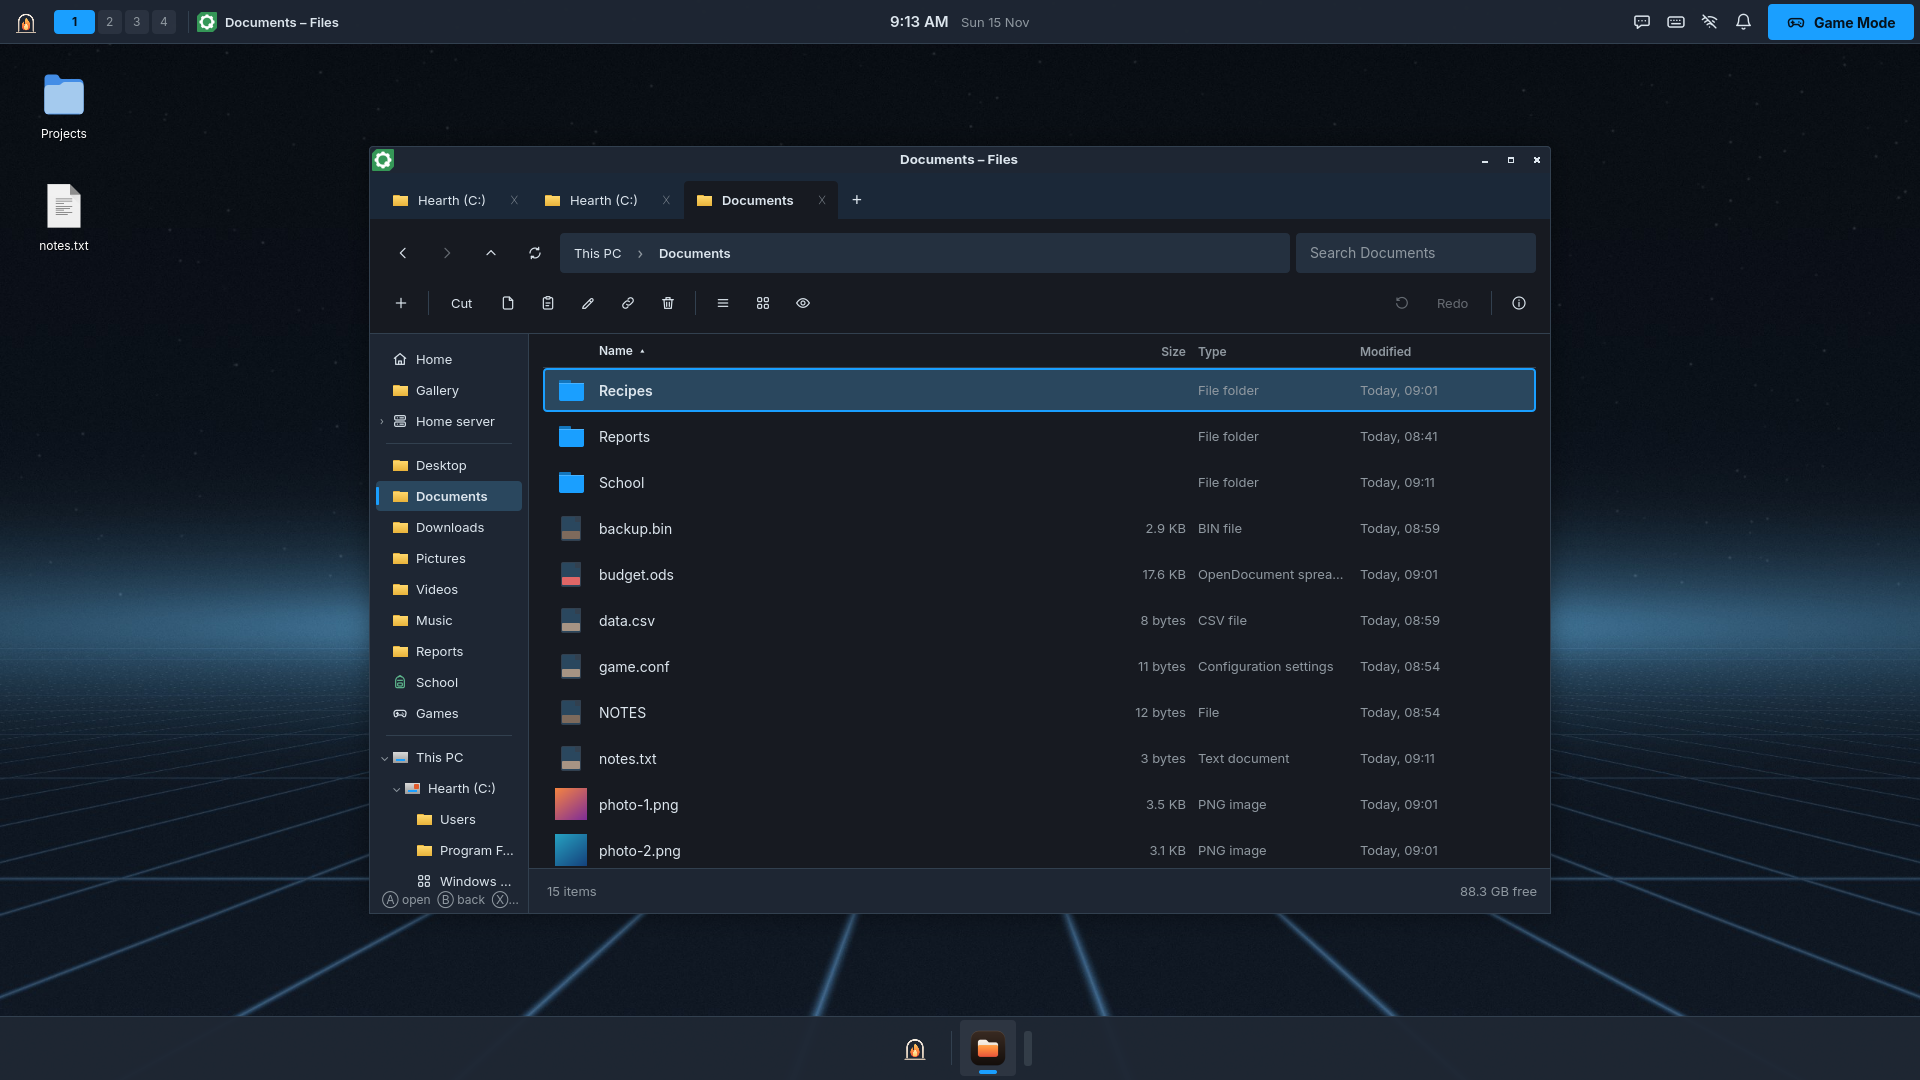 1 2 3 4 Documents – Files 9:13 AM Sun 15 Nov Game Mode
Projects
notes.txt
Documents – Files
Hearth (C:) X Hearth (C:) X Documents X +
This PC › Documents Search Documents
Cut Redo
Home
Gallery
Home server
Desktop
Documents
Downloads
Pictures
Videos
Music
Reports
School
Games
This PC
Hearth (C:)
Users
Program F...
Windows ...
A open B back X...
Name Size Type Modified
Recipes File folder Today, 09:01
Reports File folder Today, 08:41
School File folder Today, 09:11
backup.bin 2.9 KB BIN file Today, 08:59
budget.ods 17.6 KB OpenDocument sprea... Today, 09:01
data.csv 8 bytes CSV file Today, 08:59
game.conf 11 bytes Configuration settings Today, 08:54
NOTES 12 bytes File Today, 08:54
notes.txt 3 bytes Text document Today, 09:11
photo-1.png 3.5 KB PNG image Today, 09:01
photo-2.png 3.1 KB PNG image Today, 09:01
15 items 88.3 GB free